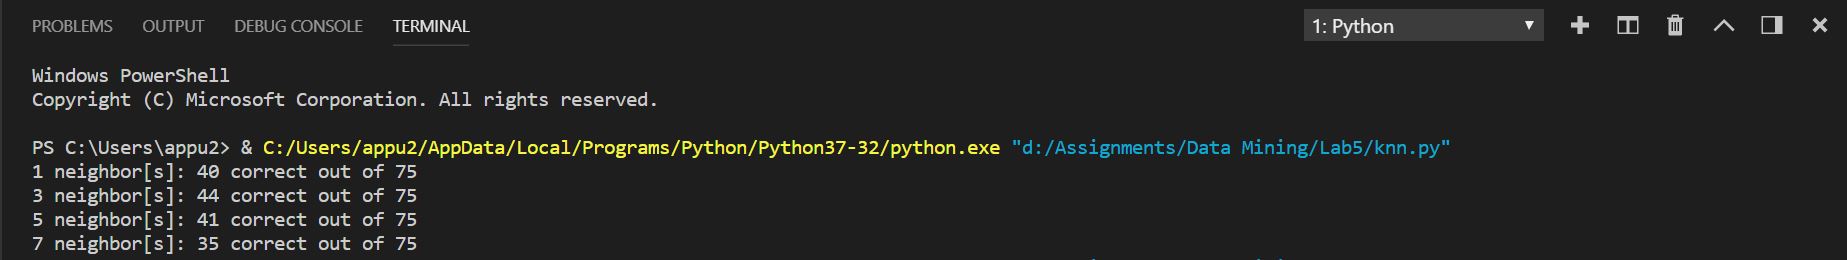 PROBLEMS OUTPUT DEBUG CONSOLE TERMINAL 1: Python
Windows PowerShell
Copyright (C) Microsoft Corporation. All rights reserved.
PS C:\Users\appu2> & C:/Users/appu2/AppData/Local/Programs/Python/Python37-32/python.exe "d:/Assignments/Data Mining/Lab5/knn.py"
1 neighbor[s]: 40 correct out of 75
3 neighbor[s]: 44 correct out of 75
5 neighbor[s]: 41 correct out of 75
7 neighbor[s]: 35 correct out of 75